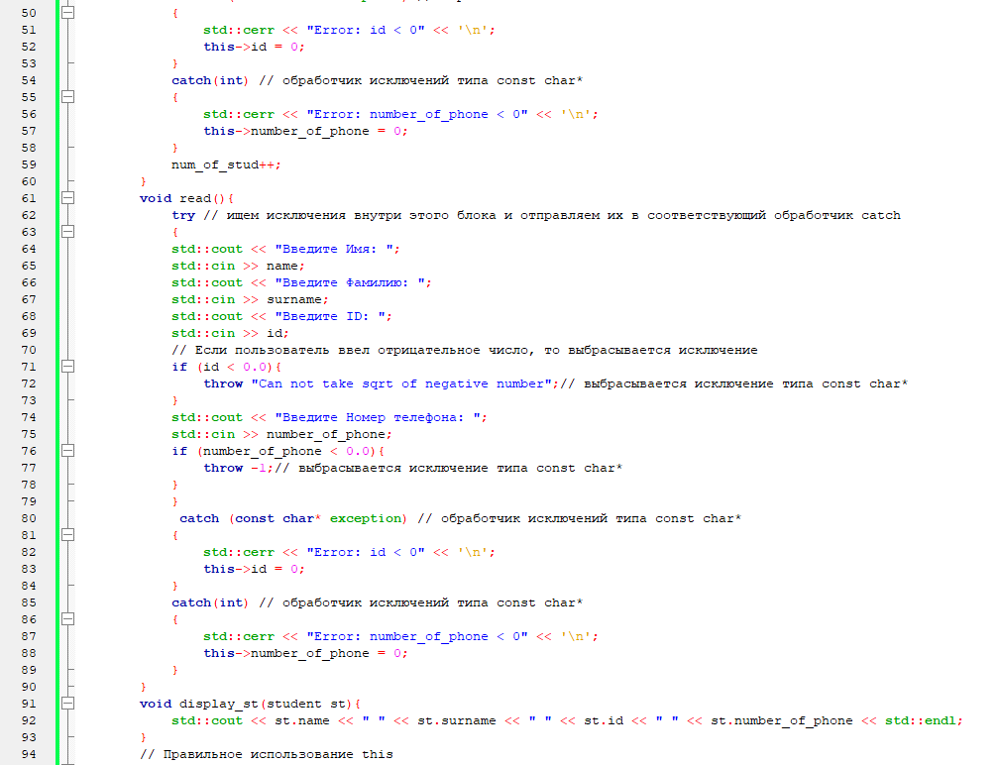 50 {
51 std::cerr << "Error: id < 0" << '\n';
52 this->id = 0;
53 }
54 catch(int) // обработчик исключений типа const char*
55 {
56 std::cerr << "Error: number_of_phone < 0" << '\n';
57 this->number_of_phone = 0;
58 }
59 num_of_stud++;
60 }
61 void read(){
62 try // ищем исключения внутри этого блока и отправляем их в соответствующий обработчик catch
63 {
64 std::cout << "Введите Имя: ";
65 std::cin >> name;
66 std::cout << "Введите Фамилию: ";
67 std::cin >> surname;
68 std::cout << "Введите ID: ";
69 std::cin >> id;
70 // Если пользователь ввел отрицательное число, то выбрасывается исключение
71 if (id < 0.0){
72 throw "Can not take sqrt of negative number";// выбрасывается исключение типа const char*
73 }
74 std::cout << "Введите Номер телефона: ";
75 std::cin >> number_of_phone;
76 if (number_of_phone < 0.0){
77 throw -1;// выбрасывается исключение типа const char*
78 }
79 }
80 catch (const char* exception) // обработчик исключений типа const char*
81 {
82 std::cerr << "Error: id < 0" << '\n';
83 this->id = 0;
84 }
85 catch(int) // обработчик исключений типа const char*
86 {
87 std::cerr << "Error: number_of_phone < 0" << '\n';
88 this->number_of_phone = 0;
89 }
90 }
91 void display_st(student st){
92 std::cout << st.name << " " << st.surname << " " << st.id << " " << st.number_of_phone << std::endl;
93 }
94 // Правильное использование this